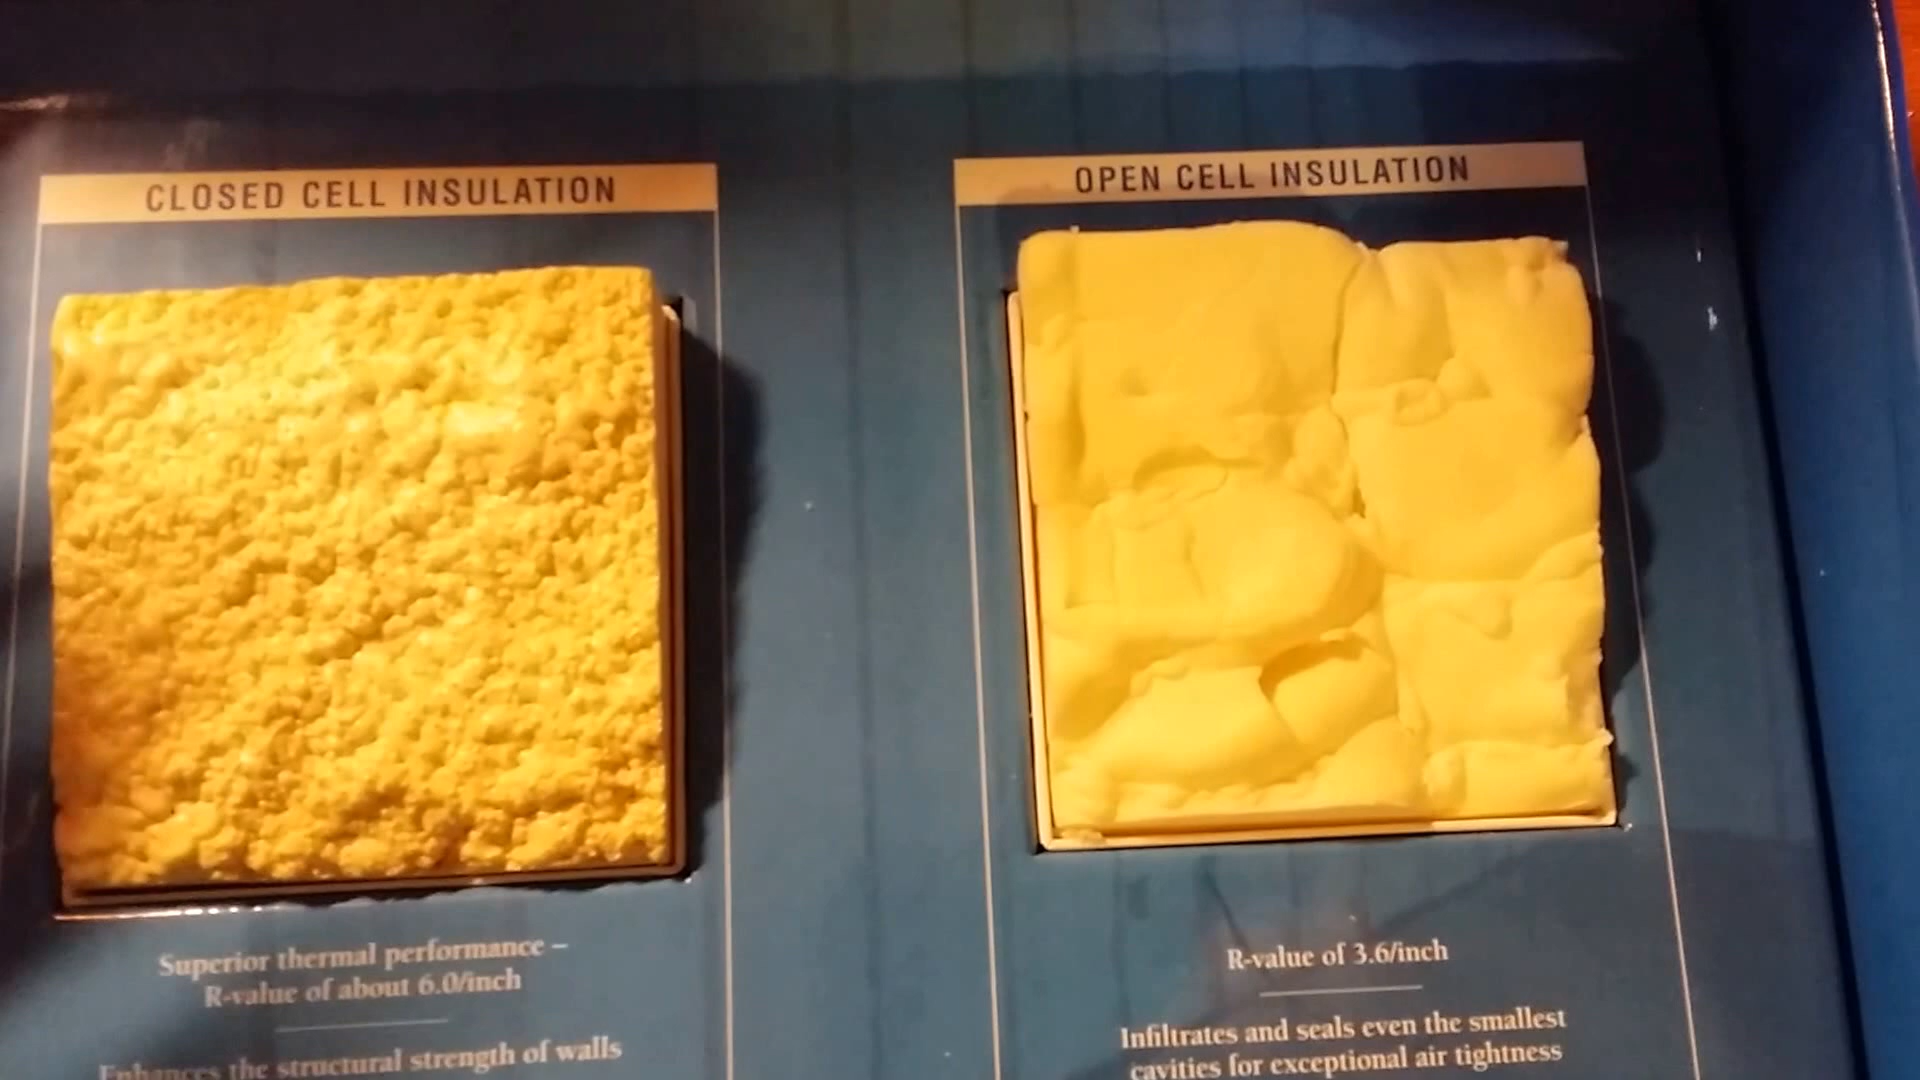 CLOSED CELL INSULATION
Superior thermal performance –
R-value of about 6.0/inch
Enhances the structural strength of walls
OPEN CELL INSULATION
R-value of 3.6/inch
Infiltrates and seals even the smallest
cavities for exceptional air tightness